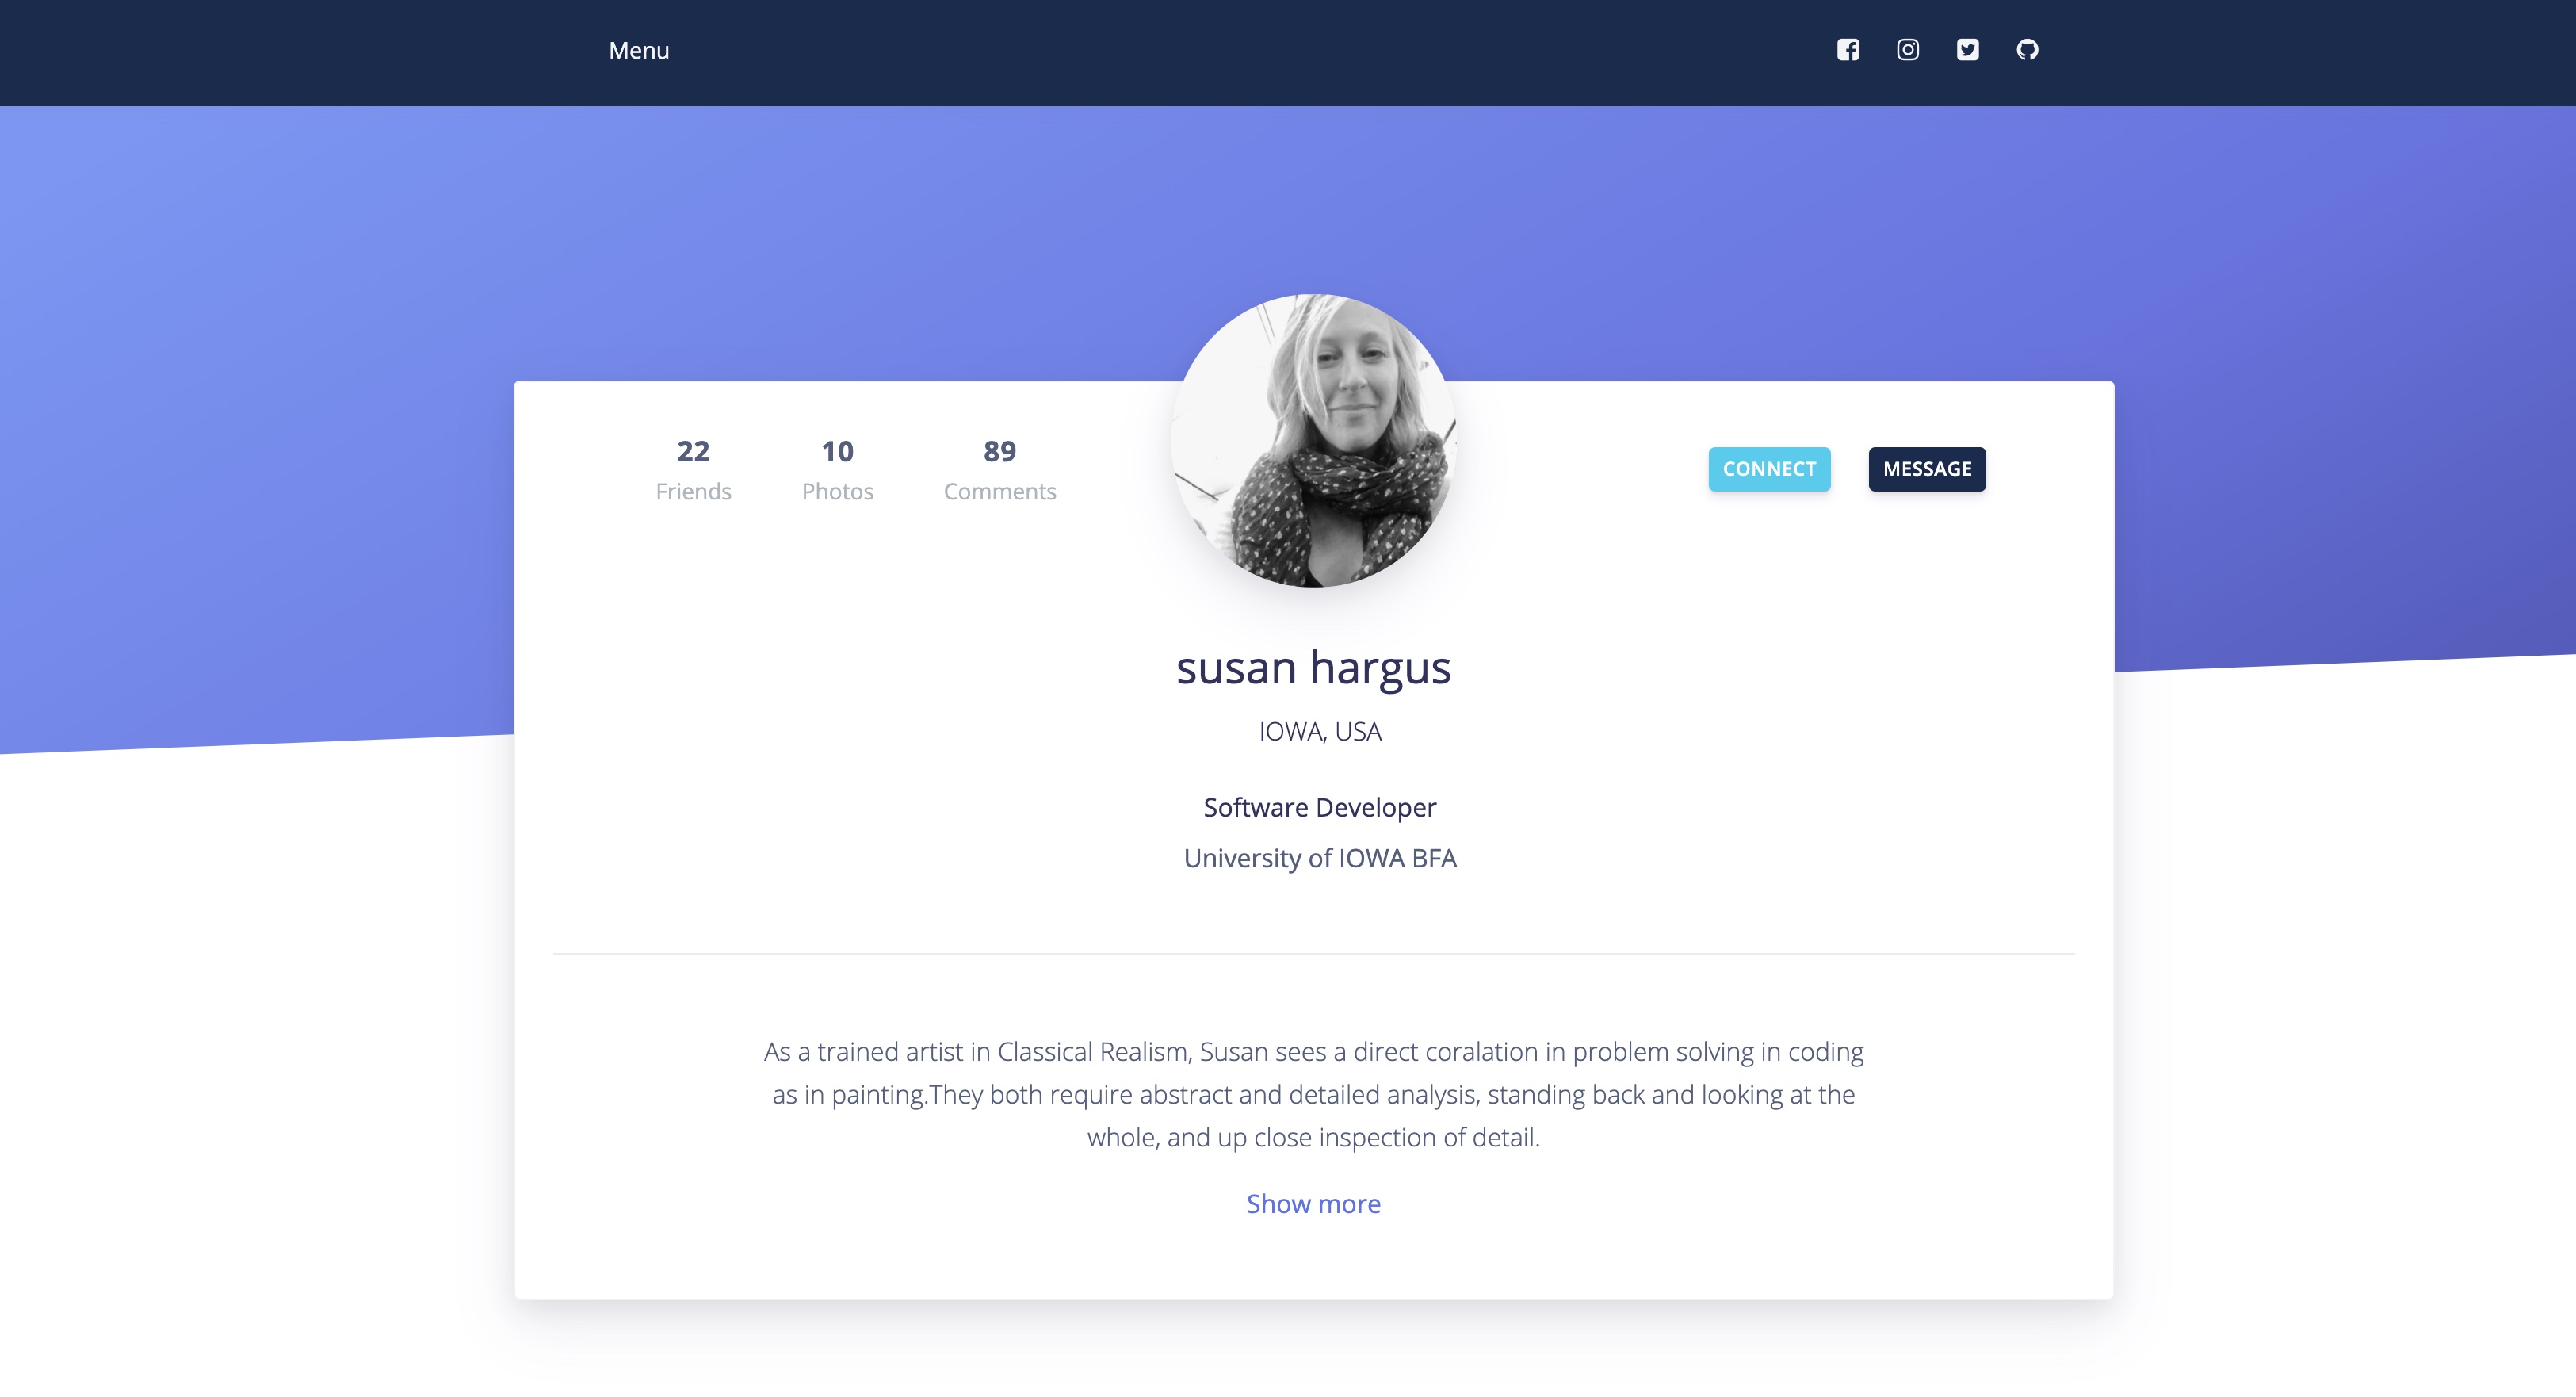 Menu
22
Friends
10
Photos
89
Comments
CONNECT
MESSAGE
susan hargus
IOWA, USA
Software Developer
University of IOWA BFA
As a trained artist in Classical Realism, Susan sees a direct coralation in problem solving in coding
as in painting.They both require abstract and detailed analysis, standing back and looking at the
whole, and up close inspection of detail.
Show more